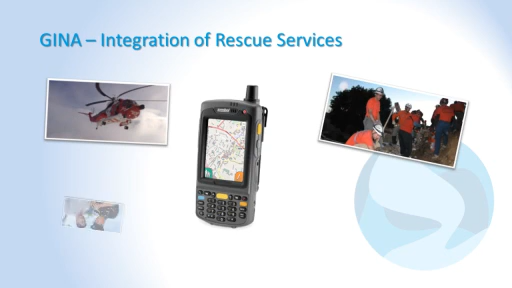 GINA – Integration of Rescue Services